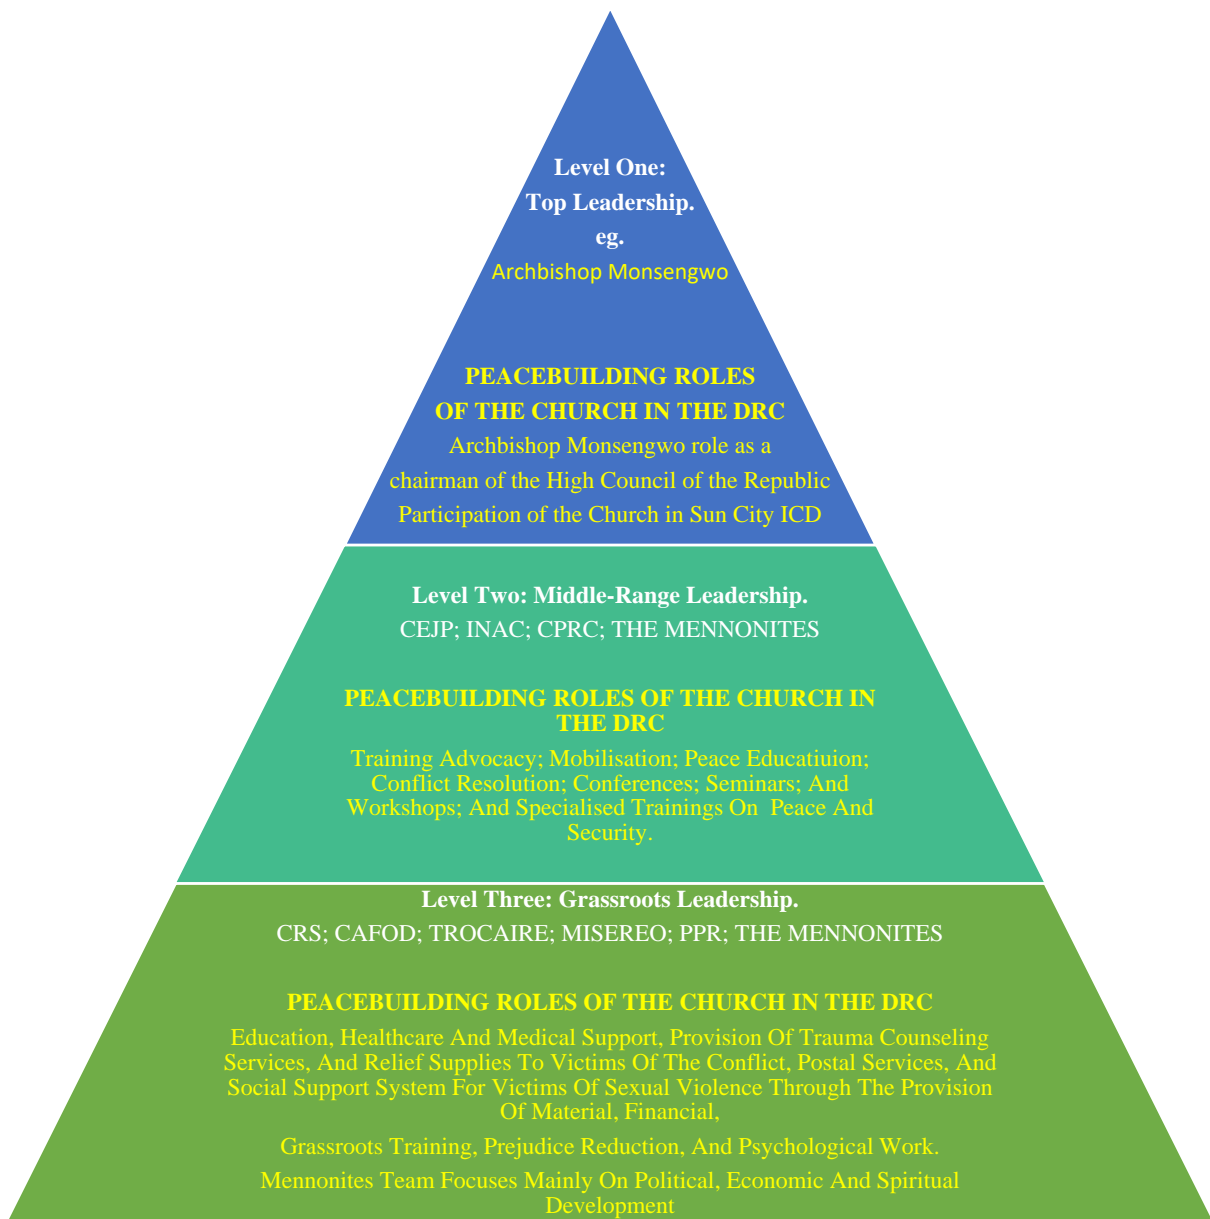 Level One:
Top Leadership.
eg.
Archbishop Monsengwo
PEACEBUILDING ROLES
OF THE CHURCH IN THE DRC
Archbishop Monsengwo role as a
chairman of the High Council of the Republic
Participation of the Church in Sun City ICD
Level Two: Middle-Range Leadership.
CEJP; INAC; CPRC; THE MENNONITES
PEACEBUILDING ROLES OF THE CHURCH IN
THE DRC
Training Advocacy; Mobilisation; Peace Educatiuion;
Conflict Resolution; Conferences; Seminars; And
Workshops; And Specialised Trainings On Peace And
Security.
Level Three: Grassroots Leadership.
CRS; CAFOD; TROCAIRE; MISEREO; PPR; THE MENNONITES
PEACEBUILDING ROLES OF THE CHURCH IN THE DRC
Education, Healthcare And Medical Support, Provision Of Trauma Counseling
Services, And Relief Supplies To Victims Of The Conflict, Postal Services, And
Social Support System For Victims Of Sexual Violence Through The Provision
Of Material, Financial,
Grassroots Training, Prejudice Reduction, And Psychological Work.
Mennonites Team Focuses Mainly On Political, Economic And Spiritual
Development